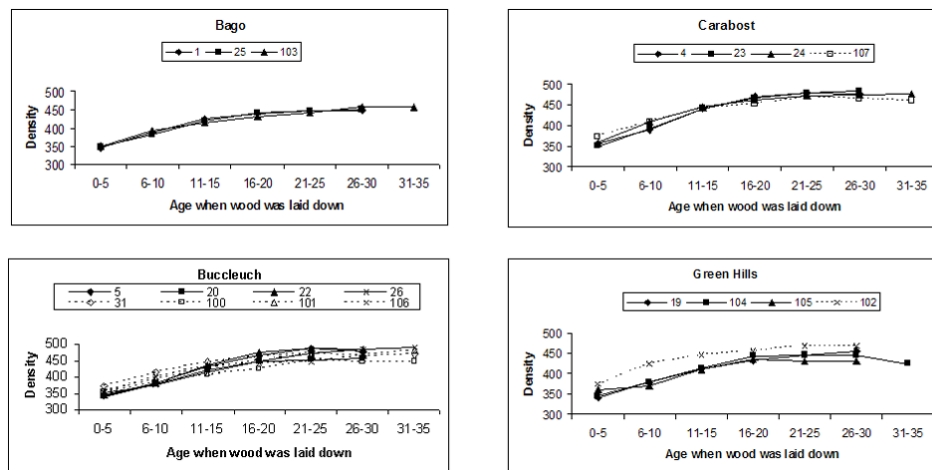 Bago
1 25 103
500
450
400
350
300
Density
0-5 6-10 11-15 16-20 21-25 26-30 31-35
Age when wood was laid down
Carabost
4 23 24 107
500
450
400
350
300
Density
0-5 6-10 11-15 16-20 21-25 26-30 31-35
Age when wood was laid down
Buccleuch
5 20 22 26
31 100 101 106
500
450
400
350
300
Density
0-5 6-10 11-15 16-20 21-25 26-30 31-35
Age when wood was laid down
Green Hills
19 104 105 102
500
450
400
350
300
Density
0-5 6-10 11-15 16-20 21-25 26-30 31-35
Age when wood was laid down